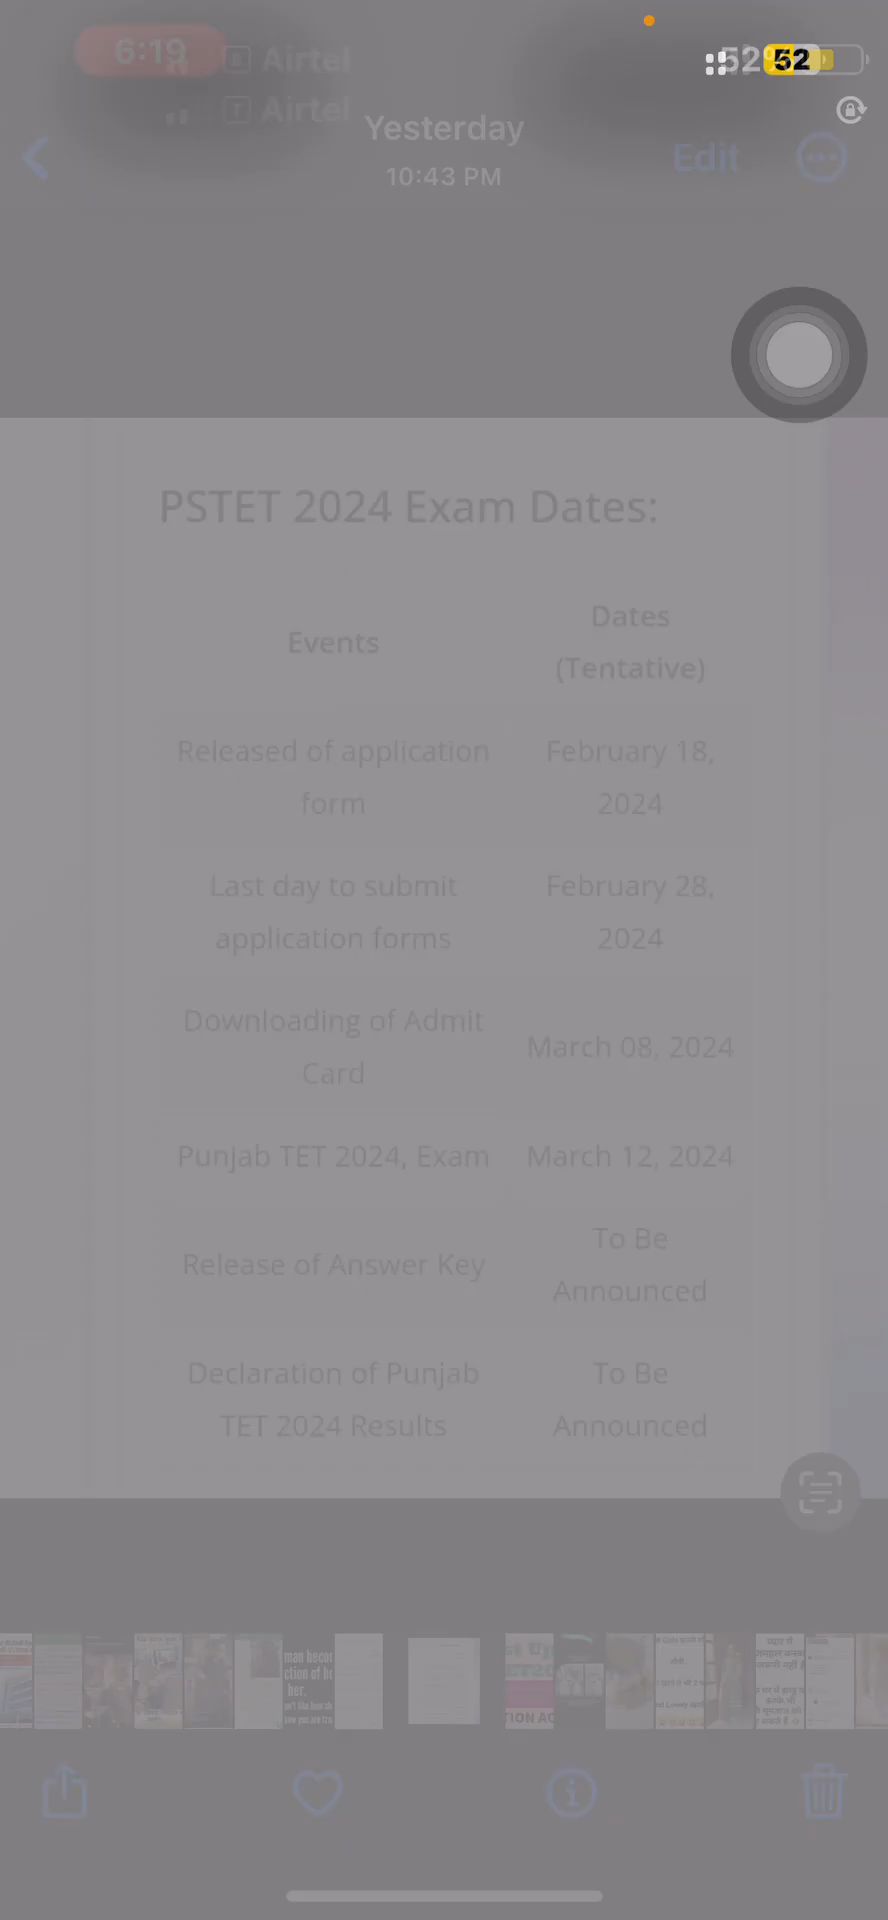 6:19
E Airtel
52
T Airtel
Yesterday
10:43 PM
Edit
PSTET 2024 Exam Dates:
Events
Dates
(Tentative)
Released of application
form
February 18,
2024
Last day to submit
application forms
February 28,
2024
Downloading of Admit
Card
March 08, 2024
Punjab TET 2024, Exam
March 12, 2024
Release of Answer Key
To Be
Announced
Declaration of Punjab
TET 2024 Results
To Be
Announced